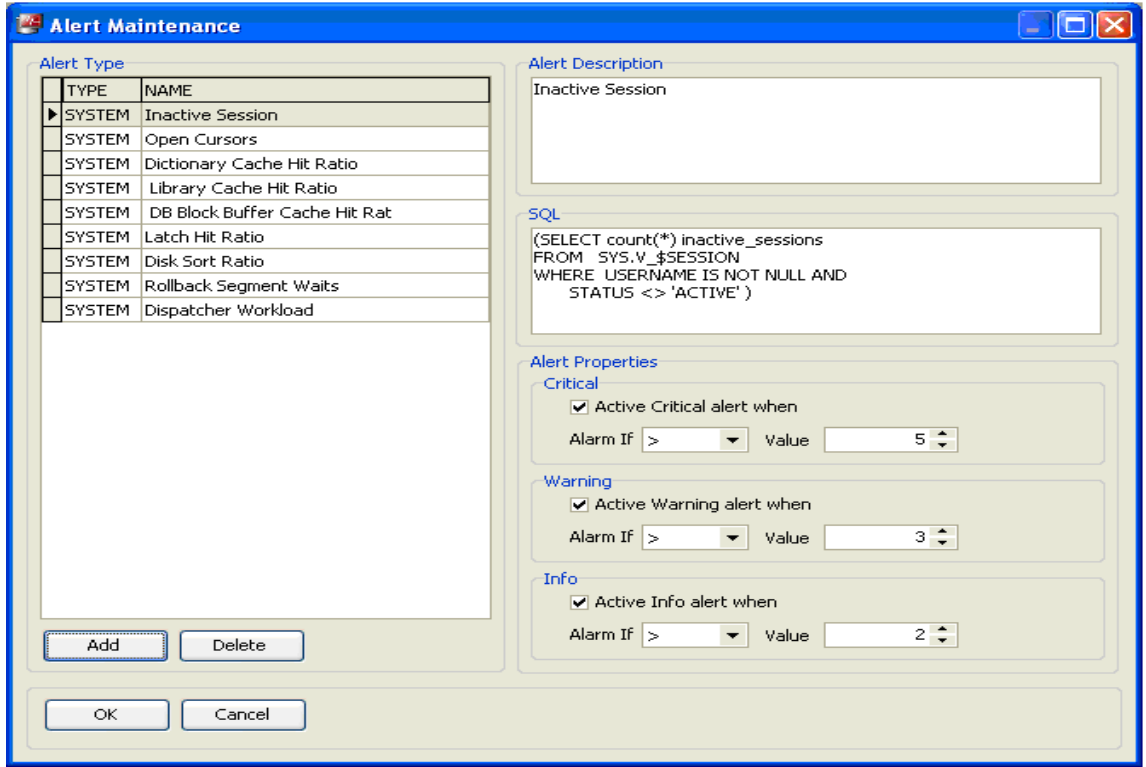 Alert Maintenance
Alert Type
TYPE NAME
SYSTEM Inactive Session
SYSTEM Open Cursors
SYSTEM Dictionary Cache Hit Ratio
SYSTEM Library Cache Hit Ratio
SYSTEM DB Block Buffer Cache Hit Rat
SYSTEM Latch Hit Ratio
SYSTEM Disk Sort Ratio
SYSTEM Rollback Segment Waits
SYSTEM Dispatcher Workload
Add Delete
Alert Description
Inactive Session
SQL
(SELECT count(*) inactive_sessions
FROM SYS.V_$SESSION
WHERE USERNAME IS NOT NULL AND
STATUS <> 'ACTIVE' )
Alert Properties
Critical
Active Critical alert when
Alarm If > Value 5
Warning
Active Warning alert when
Alarm If > Value 3
Info
Active Info alert when
Alarm If > Value 2
OK Cancel